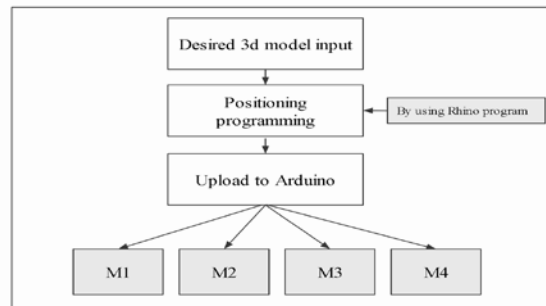 Desired 3d model input
Positioning
programming
By using Rhino program
Upload to Arduino
M1
M2
M3
M4